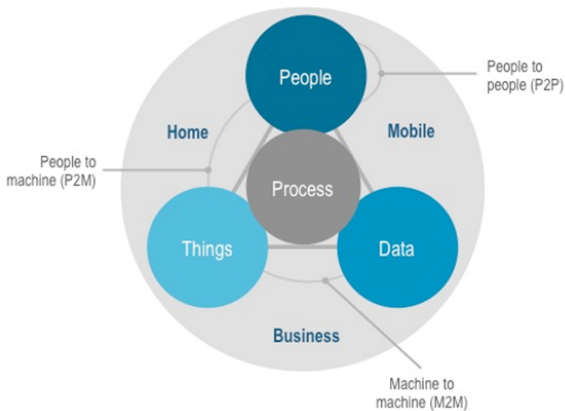 People
People to
people (P2P)
Home
Mobile
People to
machine (P2M)
Process
Things
Data
Business
Machine to
machine (M2M)